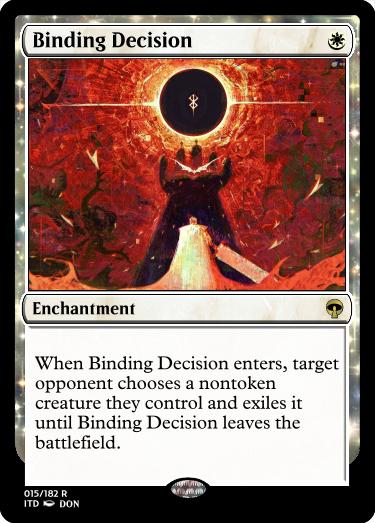 Binding Decision
Enchantment
When Binding Decision enters, target
opponent chooses a nontoken
creature they control and exiles it
until Binding Decision leaves the
battlefield.
015/182 R
ITD DON